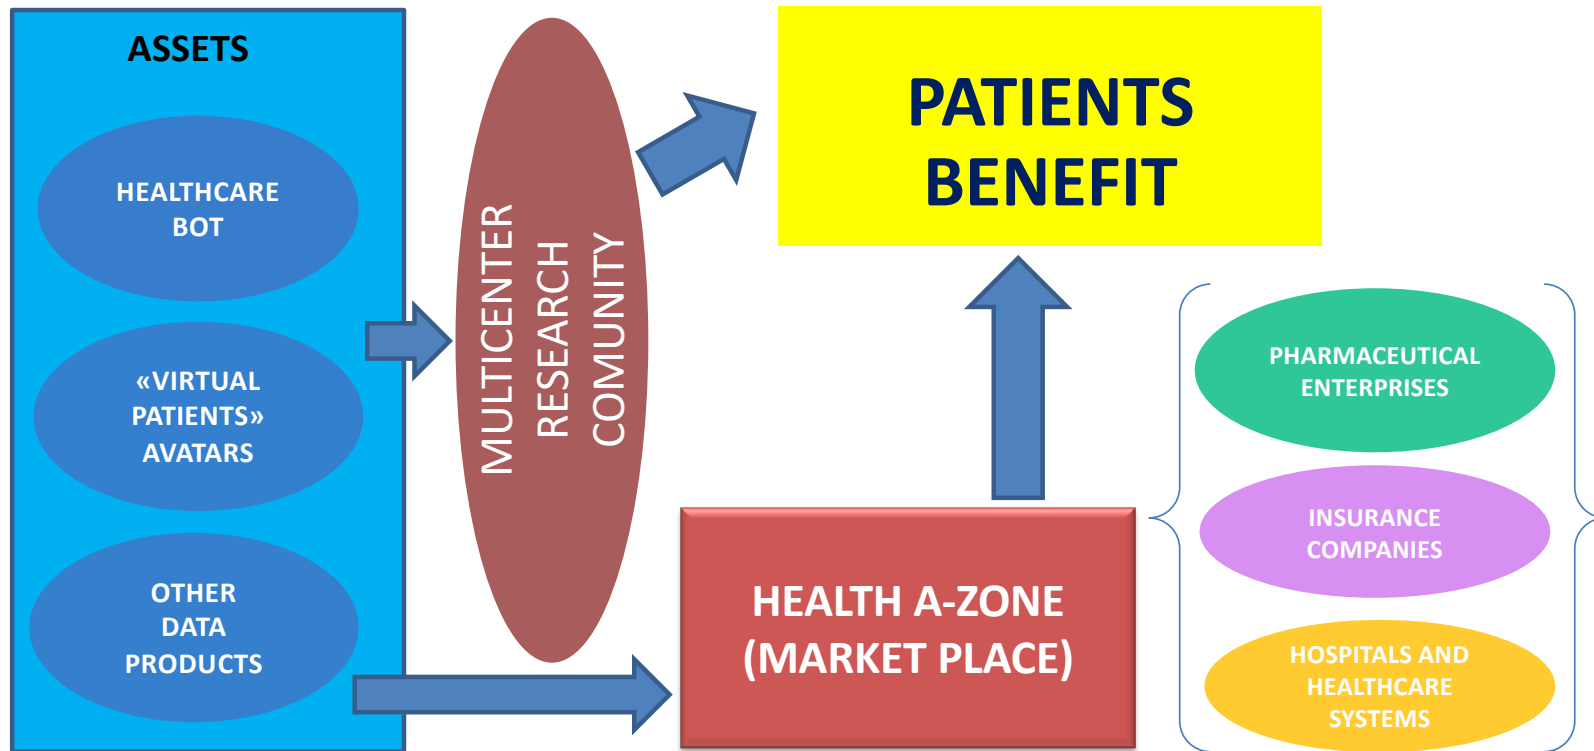 ASSETS
HEALTHCARE
BOT
«VIRTUAL
PATIENTS»
AVATARS
OTHER
DATA
PRODUCTS
MULTICENTER
RESEARCH
COMUNITY
PATIENTS
BENEFIT
HEALTH A-ZONE
(MARKET PLACE)
PHARMACEUTICAL
ENTERPRISES
INSURANCE
COMPANIES
HOSPITALS AND
HEALTHCARE
SYSTEMS